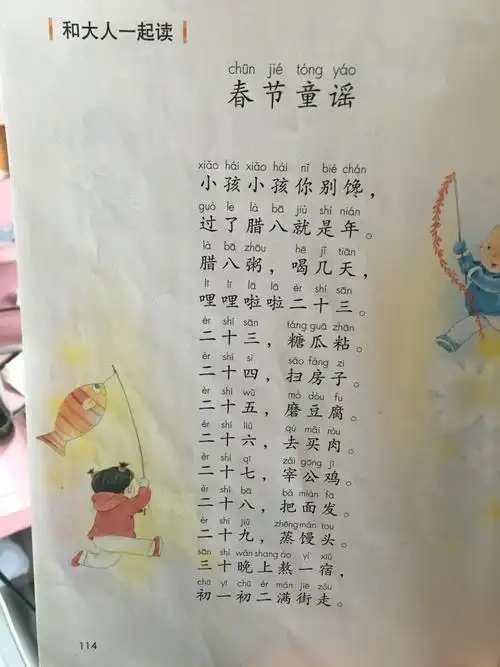 和大人一起读
chūn jié tóng yáo
春节童谣
xiǎo hái xiǎo hái nǐ bié chán
小孩小孩你别馋，
guò le là bā jiù shì nián
过了腊八就是年。
là bā zhōu hē jǐ tiān
腊八粥，喝几天，
lī lī lā lā èr shí sān
哩哩啦啦二十三。
èr shí sān táng guā zhān
二十三，糖瓜粘。
èr shí sì sǎo fáng zi
二十四，扫房子。
èr shí wǔ mò dòu fu
二十五，磨豆腐。
èr shí liù qù mǎi ròu
二十六，去买肉。
èr shí qī zǎi gōng jī
二十七，宰公鸡。
èr shí bā bǎ miàn fā
二十八，把面发。
èr shí jiǔ zhēng mán tou
二十九，蒸馒头。
sān shí wǎn shang áo yì xiǔ
三十晚上熬一宿，
chū yī chū èr mǎn jiē zǒu
初一初二满街走。
114